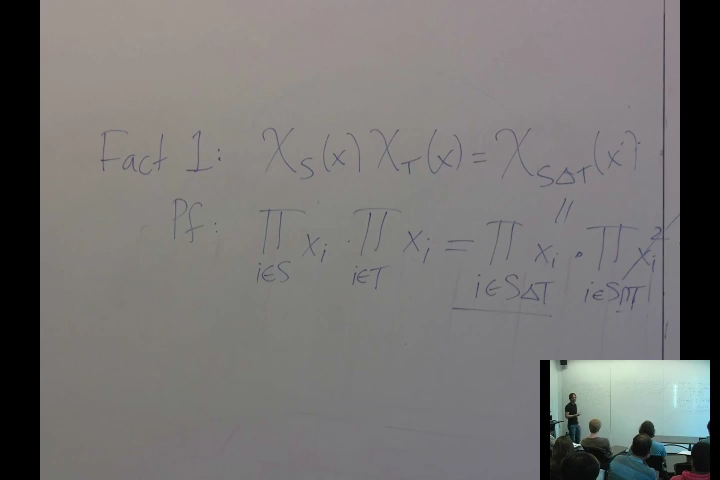 Fact 1: χ_S(x) χ_T(x) = χ_{SΔT}(x)
||
Pf: ∏_{i∈S} x_i · ∏_{i∈T} x_i = ∏_{i∈SΔT} x_i · ∏_{i∈S∩T} x_i^2